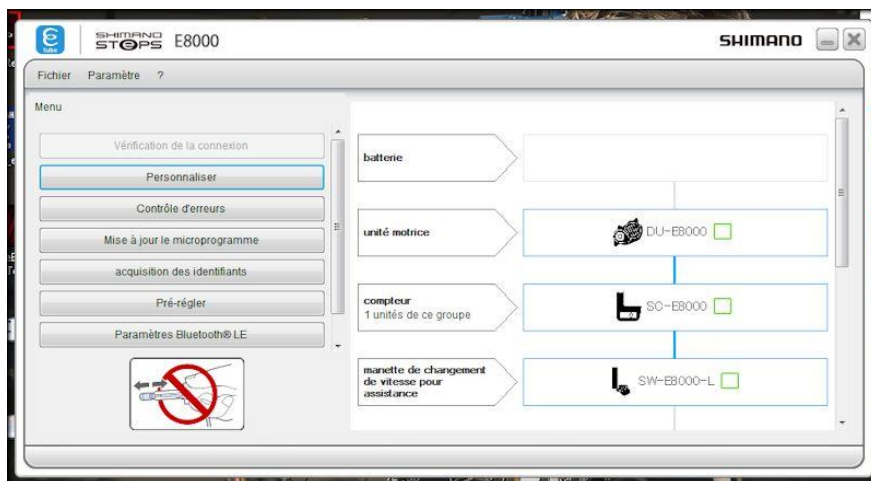 e
tube
SHIMANO
STEPS E8000
SHIMANO
Fichier Paramètre ?
Menu
Vérification de la connexion
Personnaliser
Contrôle d'erreurs
Mise à jour le microprogramme
acquisition des identifiants
Pré-régler
Paramètres Bluetooth® LE
batterie
unité motrice
DU-E8000
compteur
1 unités de ce groupe
SC-E8000
manette de changement
de vitesse pour
assistance
SW-E8000-L